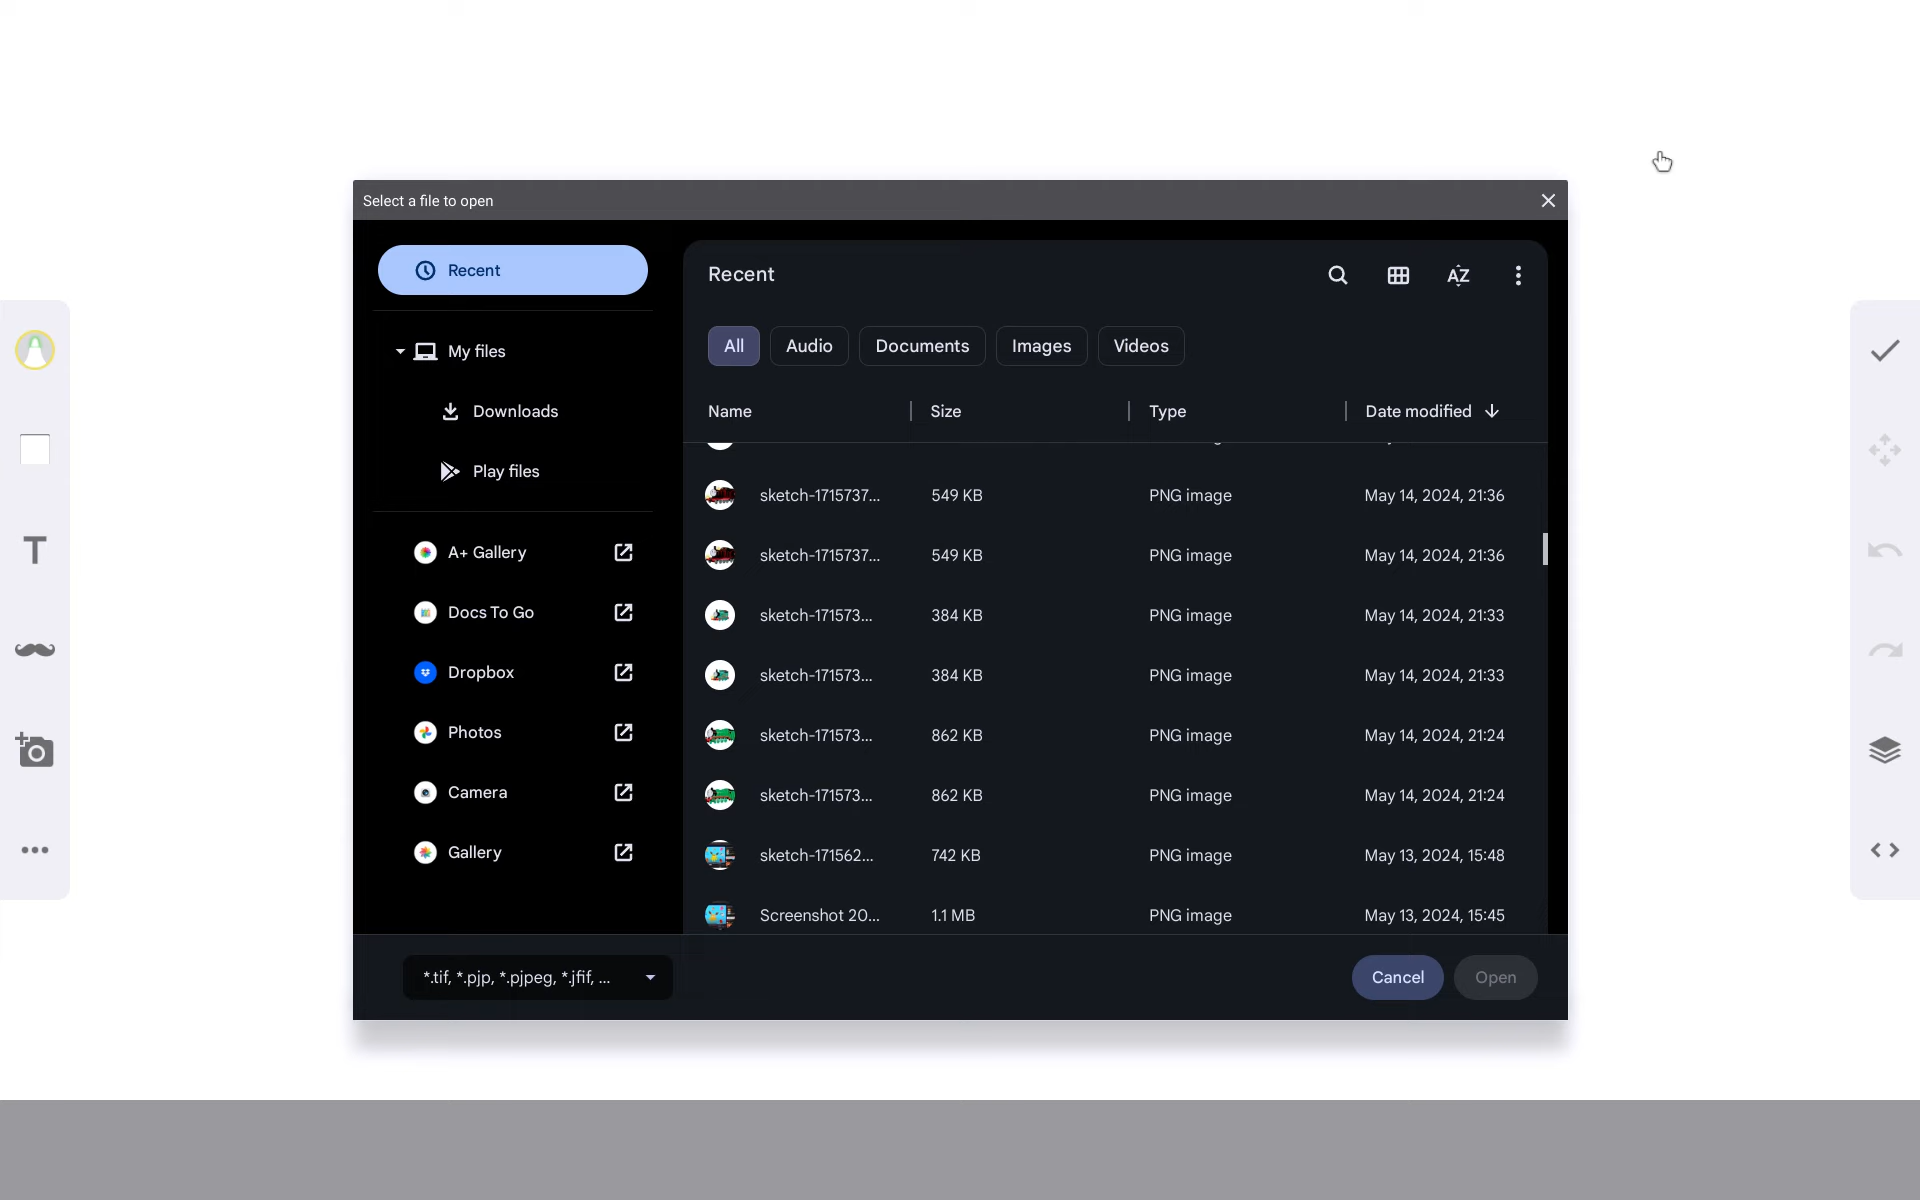 Select a file to open
Recent
My files
Downloads
Play files
A+ Gallery
Docs To Go
Dropbox
Photos
Camera
Gallery
Recent
All Audio Documents Images Videos
Name Size Type Date modified
sketch-1715737... 549 KB PNG image May 14, 2024, 21:36
sketch-1715737... 549 KB PNG image May 14, 2024, 21:36
sketch-171573... 384 KB PNG image May 14, 2024, 21:33
sketch-171573... 384 KB PNG image May 14, 2024, 21:33
sketch-171573... 862 KB PNG image May 14, 2024, 21:24
sketch-171573... 862 KB PNG image May 14, 2024, 21:24
sketch-171562... 742 KB PNG image May 13, 2024, 15:48
Screenshot 20... 1.1 MB PNG image May 13, 2024, 15:45
*.tif, *.pjp, *.pjpeg, *.jfif, ...
Cancel Open